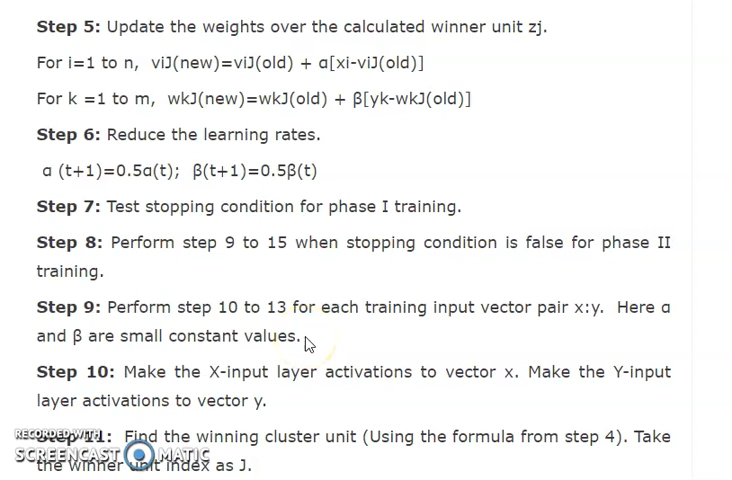 Step 5: Update the weights over the calculated winner unit zj.
For i=1 to n,  viJ(new)=viJ(old) + α[xi-viJ(old)]
For k =1 to m,  wkJ(new)=wkJ(old) + β[yk-wkJ(old)]
Step 6: Reduce the learning rates.
α (t+1)=0.5α(t);  β(t+1)=0.5β(t)
Step 7: Test stopping condition for phase I training.
Step 8: Perform step 9 to 15 when stopping condition is false for phase II
training.
Step 9: Perform step 10 to 13 for each training input vector pair x:y.  Here α
and β are small constant values.
Step 10: Make the X-input layer activations to vector x. Make the Y-input
layer activations to vector y.
Step 11:  Find the winning cluster unit (Using the formula from step 4). Take
the winner unit index as J.
RECORDED WITH
SCREENCAST MATIC